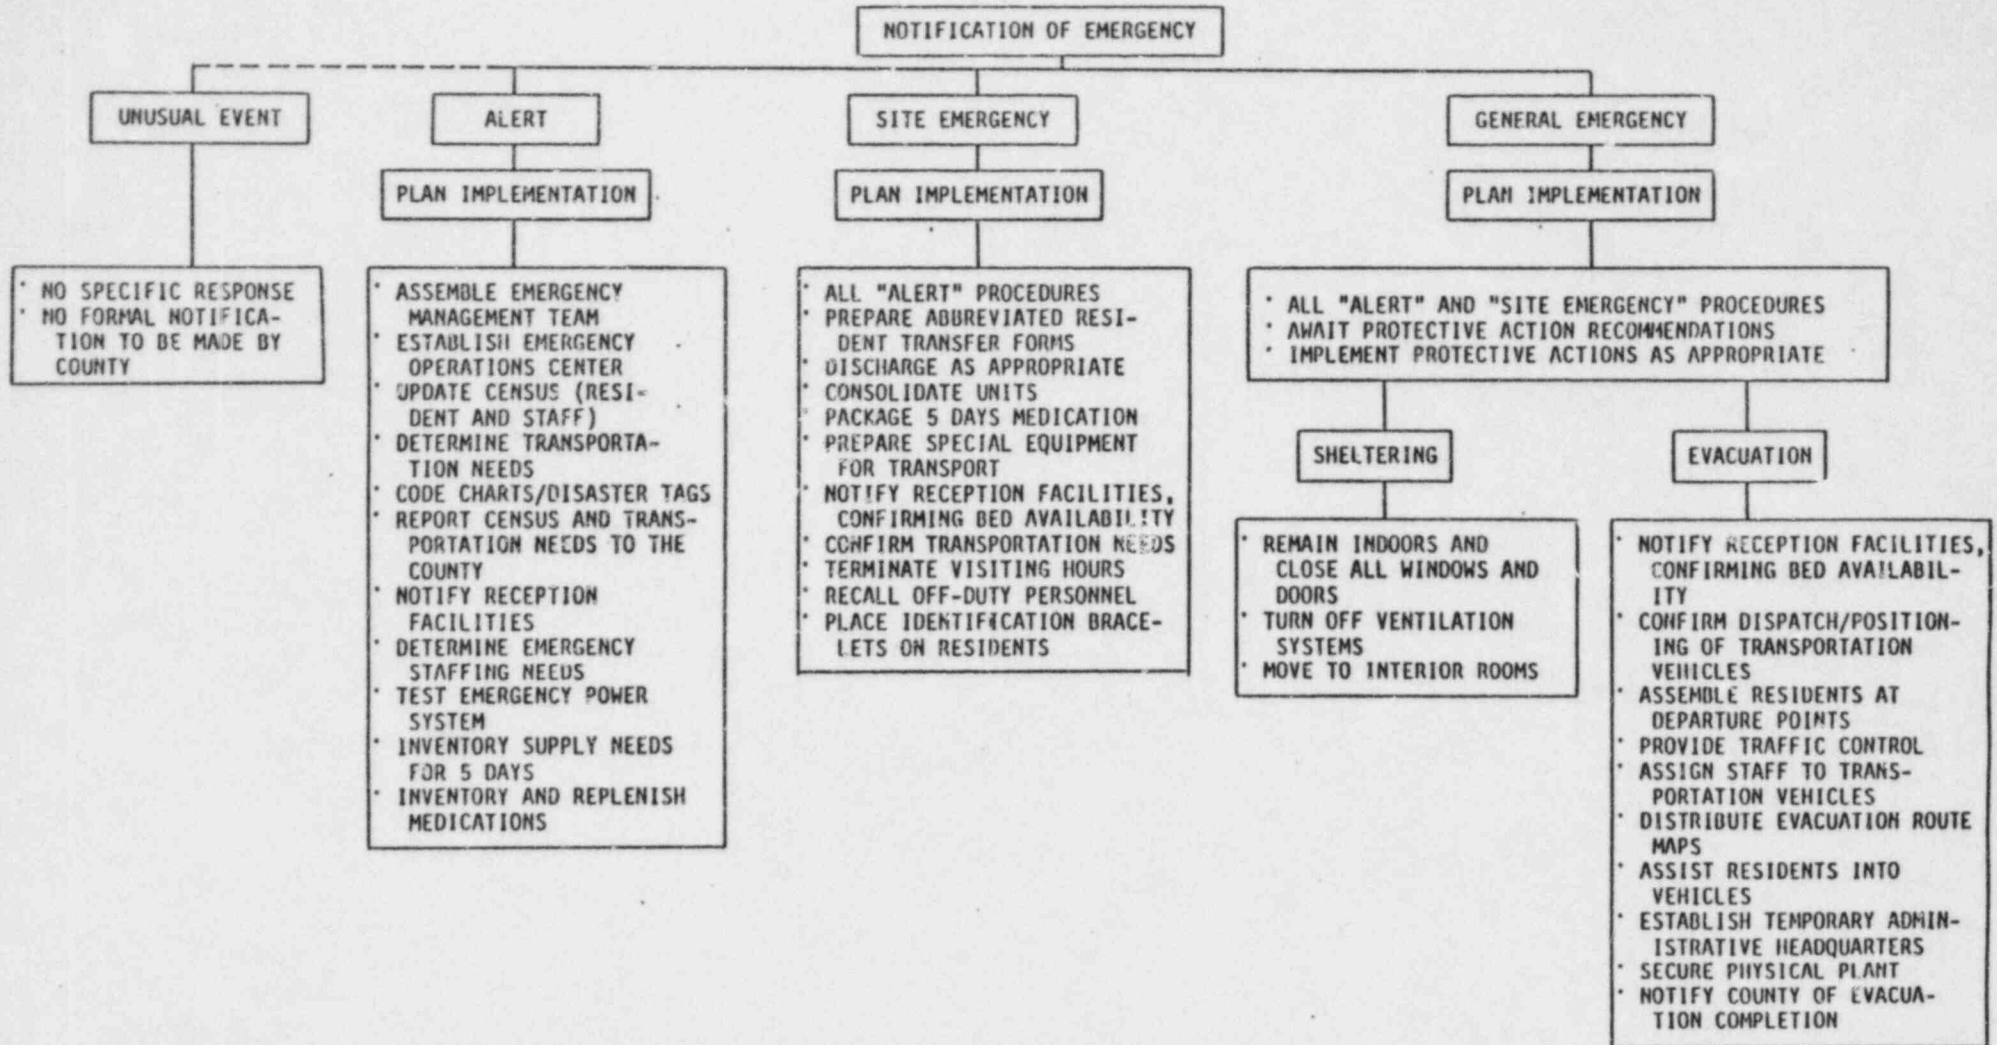 NOTIFICATION OF EMERGENCY
UNUSUAL EVENT
· NO SPECIFIC RESPONSE
· NO FORMAL NOTIFICA-
TION TO BE MADE BY
COUNTY
ALERT
PLAN IMPLEMENTATION
· ASSEMBLE EMERGENCY
MANAGEMENT TEAM
· ESTABLISH EMERGENCY
OPERATIONS CENTER
· UPDATE CENSUS (RESI-
DENT AND STAFF)
· DETERMINE TRANSPORTA-
TION NEEDS
· CODE CHARTS/DISASTER TAGS
· REPORT CENSUS AND TRANS-
PORTATION NEEDS TO THE
COUNTY
· NOTIFY RECEPTION
FACILITIES
· DETERMINE EMERGENCY
STAFFING NEEDS
· TEST EMERGENCY POWER
SYSTEM
· INVENTORY SUPPLY NEEDS
FOR 5 DAYS
· INVENTORY AND REPLENISH
MEDICATIONS
SITE EMERGENCY
PLAN IMPLEMENTATION
· ALL "ALERT" PROCEDURES
· PREPARE ABBREVIATED RESI-
DENT TRANSFER FORMS
· DISCHARGE AS APPROPRIATE
· CONSOLIDATE UNITS
· PACKAGE 5 DAYS MEDICATION
· PREPARE SPECIAL EQUIPMENT
FOR TRANSPORT
· NOTIFY RECEPTION FACILITIES,
CONFIRMING BED AVAILABILITY
· CONFIRM TRANSPORTATION NEEDS
· TERMINATE VISITING HOURS
· RECALL OFF-DUTY PERSONNEL
· PLACE IDENTIFICATION BRACE-
LETS ON RESIDENTS
GENERAL EMERGENCY
PLAN IMPLEMENTATION
· ALL "ALERT" AND "SITE EMERGENCY" PROCEDURES
· AWAIT PROTECTIVE ACTION RECOMMENDATIONS
· IMPLEMENT PROTECTIVE ACTIONS AS APPROPRIATE
SHELTERING
· REMAIN INDOORS AND
CLOSE ALL WINDOWS AND
DOORS
· TURN OFF VENTILATION
SYSTEMS
· MOVE TO INTERIOR ROOMS
EVACUATION
· NOTIFY RECEPTION FACILITIES,
CONFIRMING BED AVAILABIL-
ITY
· CONFIRM DISPATCH/POSITION-
ING OF TRANSPORTATION
VEHICLES
· ASSEMBLE RESIDENTS AT
DEPARTURE POINTS
· PROVIDE TRAFFIC CONTROL
· ASSIGN STAFF TO TRANS-
PORTATION VEHICLES
· DISTRIBUTE EVACUATION ROUTE
MAPS
· ASSIST RESIDENTS INTO
VEHICLES
· ESTABLISH TEMPORARY ADMIN-
ISTRATIVE HEADQUARTERS
· SECURE PHYSICAL PLANT
· NOTIFY COUNTY OF EVACUA-
TION COMPLETION